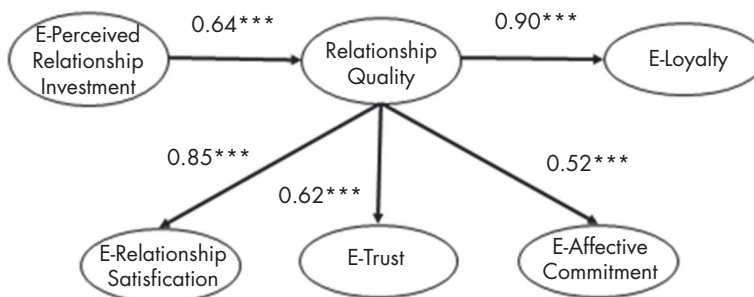 E-Perceived
Relationship
Investment
0.64***
Relationship
Quality
0.90***
E-Loyalty
0.85***
0.62***
0.52***
E-Relationship
Satisfication
E-Trust
E-Affective
Commitment